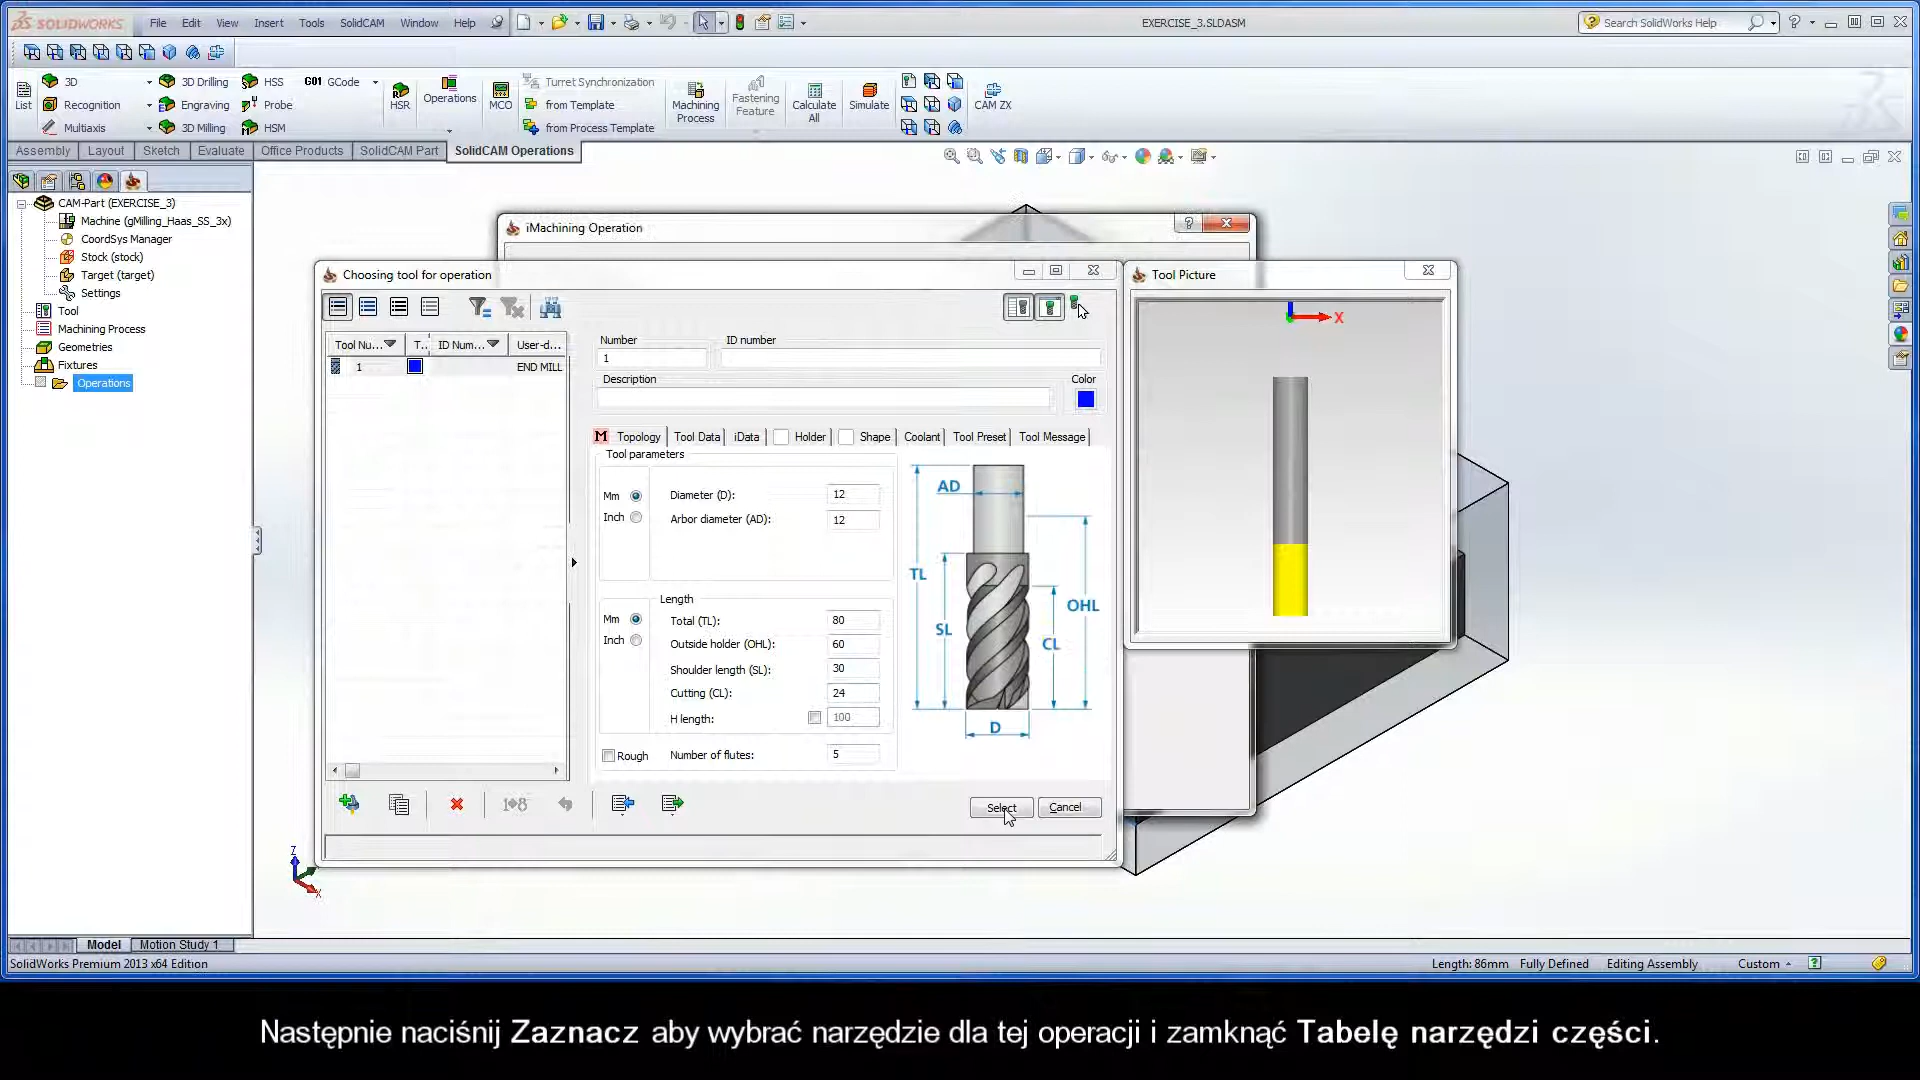 SOLIDWORKS File Edit View Insert Tools SolidCAM Window Help EXERCISE_3.SLDASM Search SolidWorks Help
3D 3D Drilling HSS G01 GCode Turret Synchronization
List Recognition Engraving Probe HSR Operations MCO from Template Machining Process Fastening Feature Calculate All Simulate CAM ZX
Multiaxis 3D Milling HSM from Process Template
Assembly Layout Sketch Evaluate Office Products SolidCAM Part SolidCAM Operations
CAM-Part (EXERCISE_3)
Machine (gMilling_Haas_SS_3x)
CoordSys Manager
Stock (stock)
Target (target)
Settings
Tool
Machining Process
Geometries
Fixtures
Operations
iMachining Operation
Choosing tool for operation
Tool Nu... T.. ID Num... User-d...
1 END MILL
Number ID number
1
Description Color
M Topology Tool Data iData Holder Shape Coolant Tool Preset Tool Message
Tool parameters
Mm Diameter (D): 12
Inch Arbor diameter (AD): 12
Length
Mm Total (TL): 80
Inch Outside holder (OHL): 60
Shoulder length (SL): 30
Cutting (CL): 24
H length: 100
Rough Number of flutes: 5
AD
TL
OHL
SL
CL
D
Select Cancel
Tool Picture
X
Z
X
Model Motion Study 1
SolidWorks Premium 2013 x64 Edition Length: 86mm Fully Defined Editing Assembly Custom
Następnie naciśnij Zaznacz aby wybrać narzędzie dla tej operacji i zamknąć Tabelę narzędzi części.